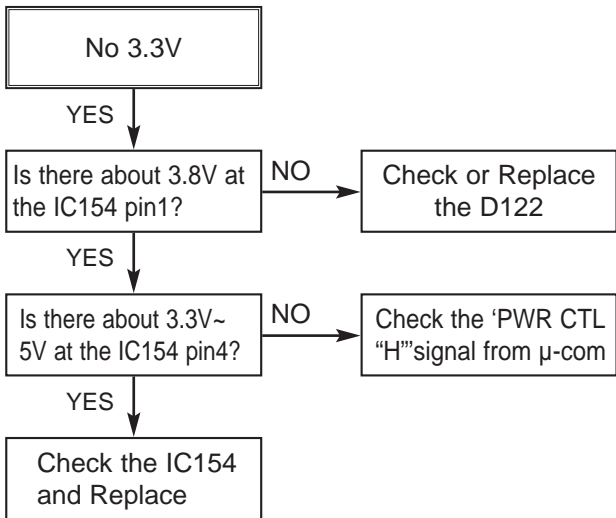 No 3.3V
YES
Is there about 3.8V at
the IC154 pin1?
NO
Check or Replace
the D122
YES
Is there about 3.3V~
5V at the IC154 pin4?
NO
Check the ‘PWR CTL
“H”’signal from µ-com
YES
Check the IC154
and Replace